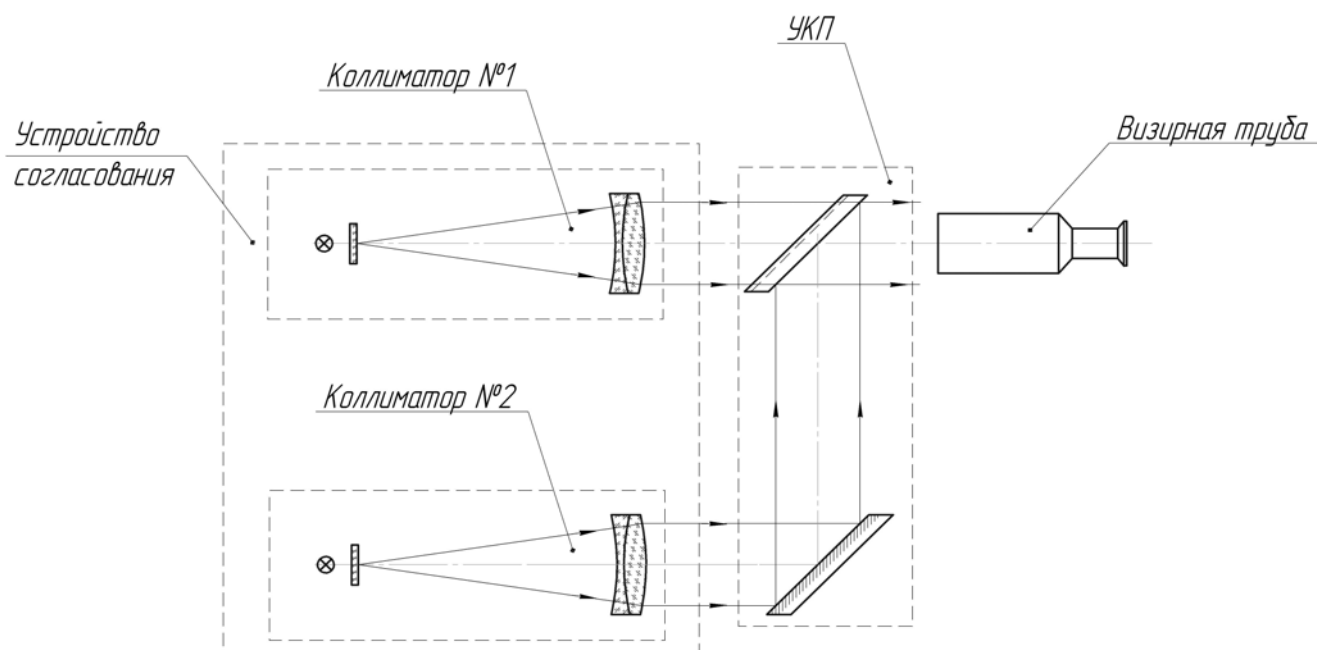 УКП
Коллиматор №1
Визирная труба
Устройство
согласования
Коллиматор №2